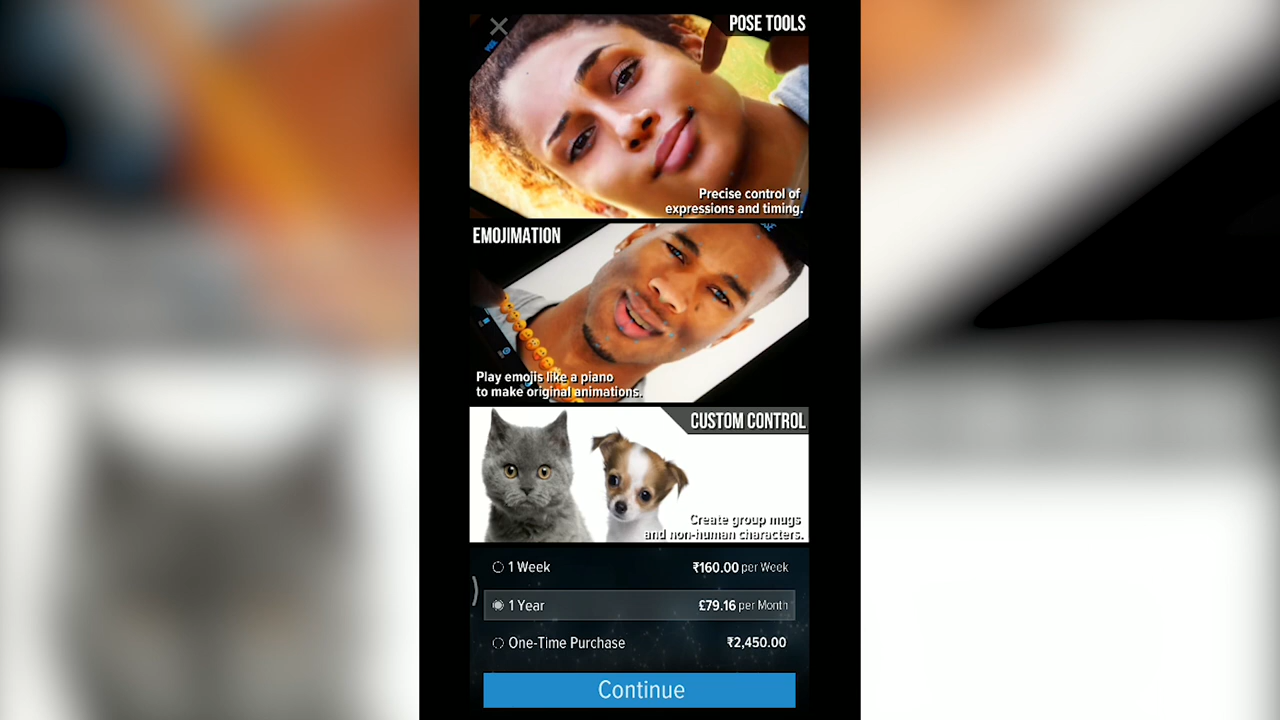 POSE TOOLS
Precise control of
expressions and timing.
EMOJIMATION
Play emojis like a piano
to make original animations.
CUSTOM CONTROL
Create group mugs
and non-human characters.
1 Week ₹160.00 per Week
1 Year £79.16 per Month
One-Time Purchase ₹2,450.00
Continue